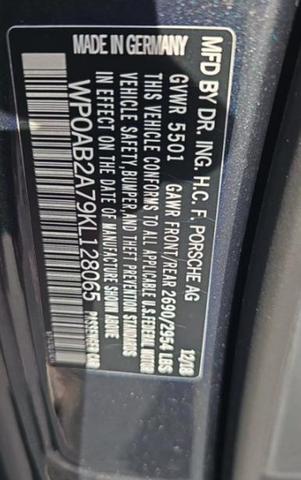 MFD BY DR. ING. H.C. F. PORSCHE AG
MADE IN GERMANY
12/18
GVWR 5501 GAWR FRONT/REAR 2690/2954 LBS
THIS VEHICLE CONFORMS TO ALL APPLICABLE U.S. FEDERAL MOTOR
VEHICLE SAFETY, BUMPER, AND THEFT PREVENTION STANDARDS
IN EFFECT ON THE DATE OF MANUFACTURE SHOWN ABOVE
WP0AB2A79KL128065
PASSENGER CAR